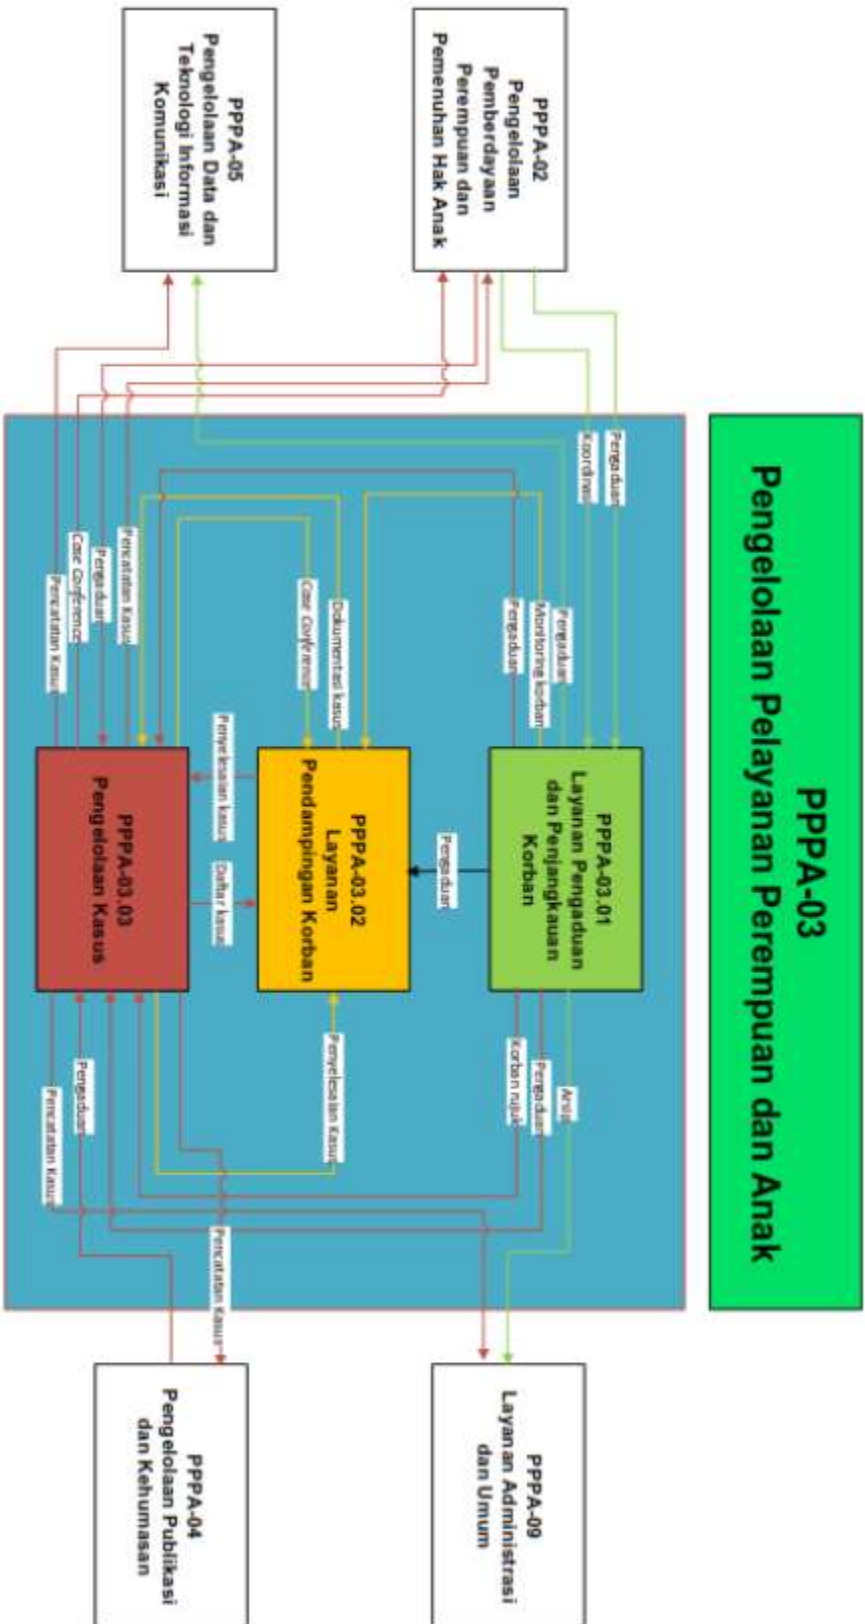 PPPA-03
Pengelolaan Pelayanan Perempuan dan Anak
PPPA-02
Pengelolaan
Pemberdayaan
Perempuan dan
Pemenuhan Hak Anak
PPPA-05
Pengelolaan Data dan
Teknologi Informasi
Komunikasi
Pengaduan
Koordinasi
Pengaduan
Monitoring korban
Pengaduan
Dokumentasi kasus
Case Conference
Pencatatan Kasus
Pengaduan
Case Conference
Pencatatan Kasus
PPPA-03.01
Layanan Pengaduan
dan Penjangkauan
Korban
Pengaduan
PPPA-03.02
Layanan
Pendampingan Korban
Penyelesaian kasus
Daftar kasus
PPPA-03.03
Pengelolaan Kasus
Arsip
Pengaduan
Korban rujuk
Penyelesaian Kasus
Pencatatan Kasus
Pengaduan
Pencatatan Kasus
PPPA-09
Layanan Administrasi
dan Umum
PPPA-04
Pengelolaan Publikasi
dan Kehumasan